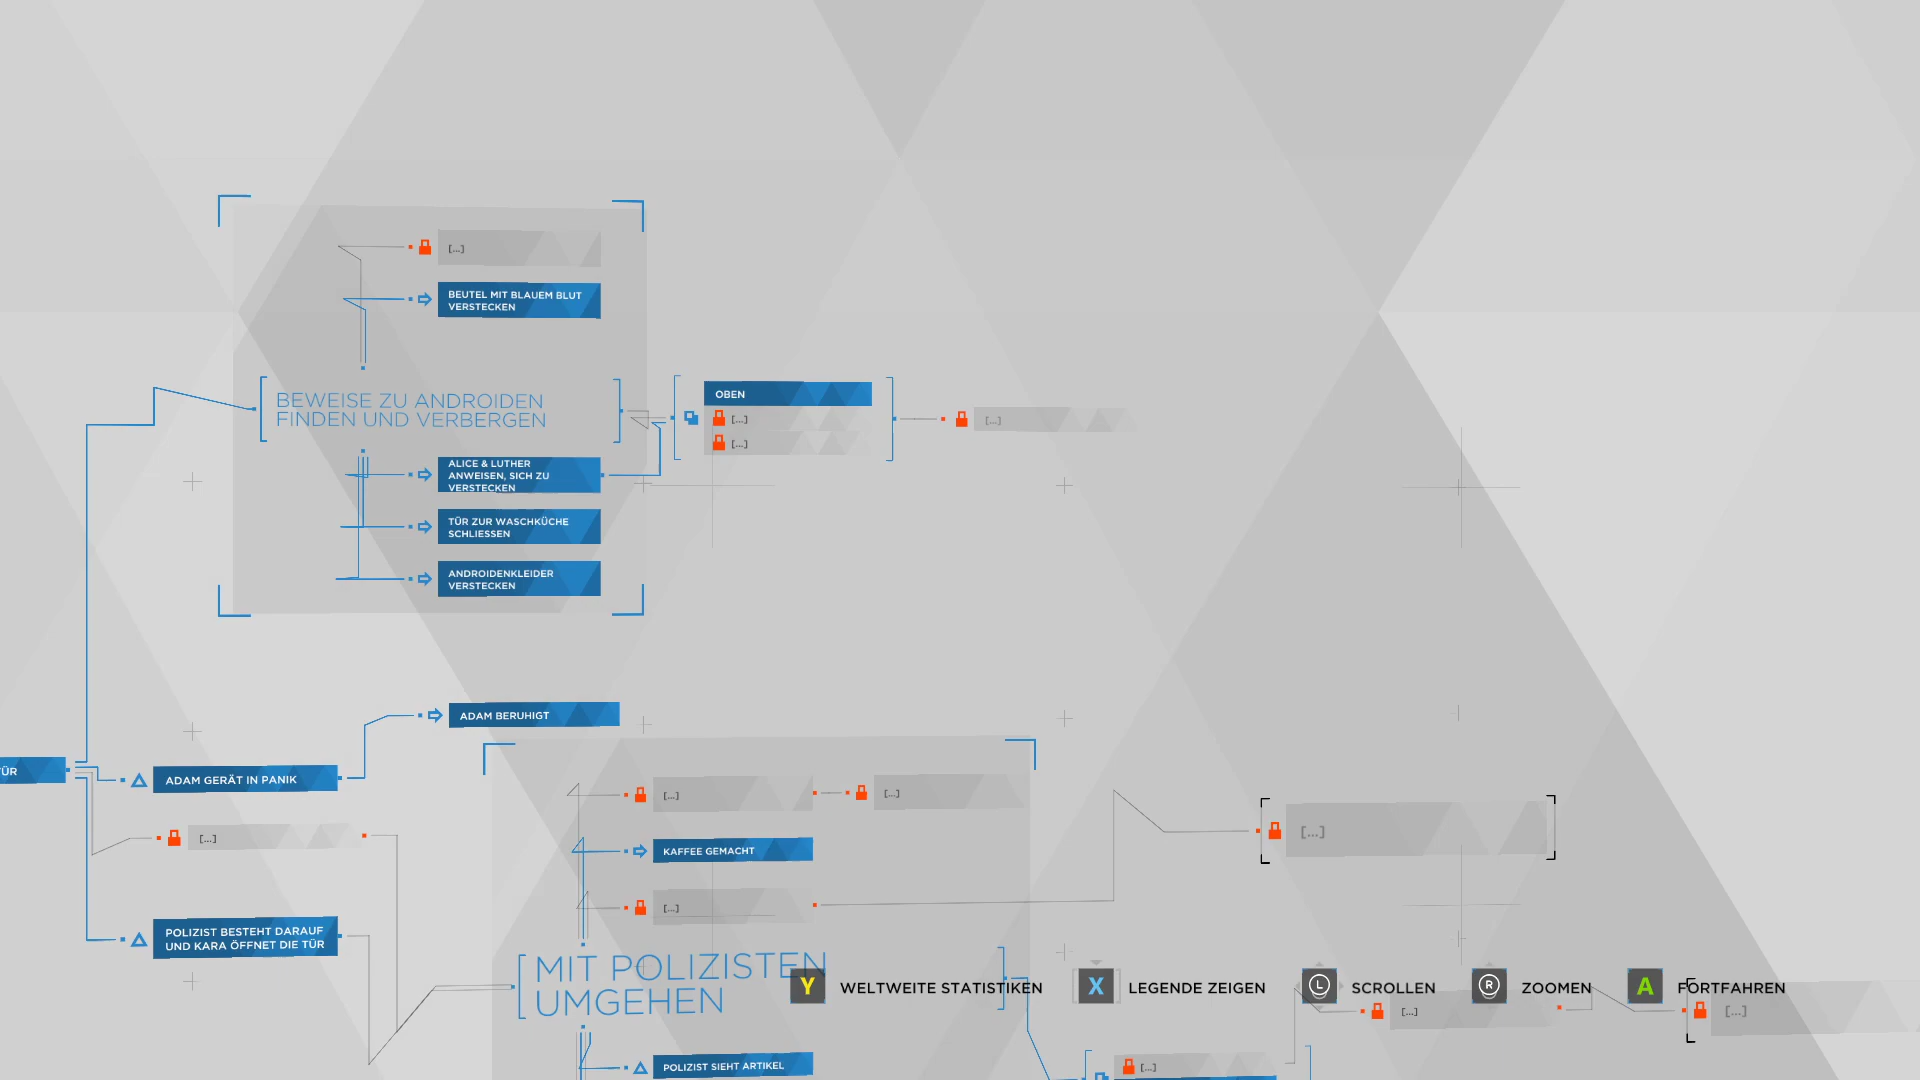 [...]
BEUTEL MIT BLAUEM BLUT
VERSTECKEN
BEWEISE ZU ANDROIDEN
FINDEN UND VERBERGEN
OBEN
[...]
[...]
[...]
ALICE & LUTHER
ANWEISEN, SICH ZU
VERSTECKEN
TÜR ZUR WASCHKÜCHE
SCHLIESSEN
ANDROIDENKLEIDER
VERSTECKEN
ADAM BERUHIGT
ÜR
ADAM GERÄT IN PANIK
[...]
[...]
[...]
[...]
KAFFEE GEMACHT
[...]
POLIZIST BESTEHT DARAUF
UND KARA ÖFFNET DIE TÜR
MIT POLIZISTEN
UMGEHEN
Y WELTWEITE STATISTIKEN
X LEGENDE ZEIGEN
L SCROLLEN
R ZOOMEN
A FORTFAHREN
[...]
[...]
POLIZIST SIEHT ARTIKEL
[...]